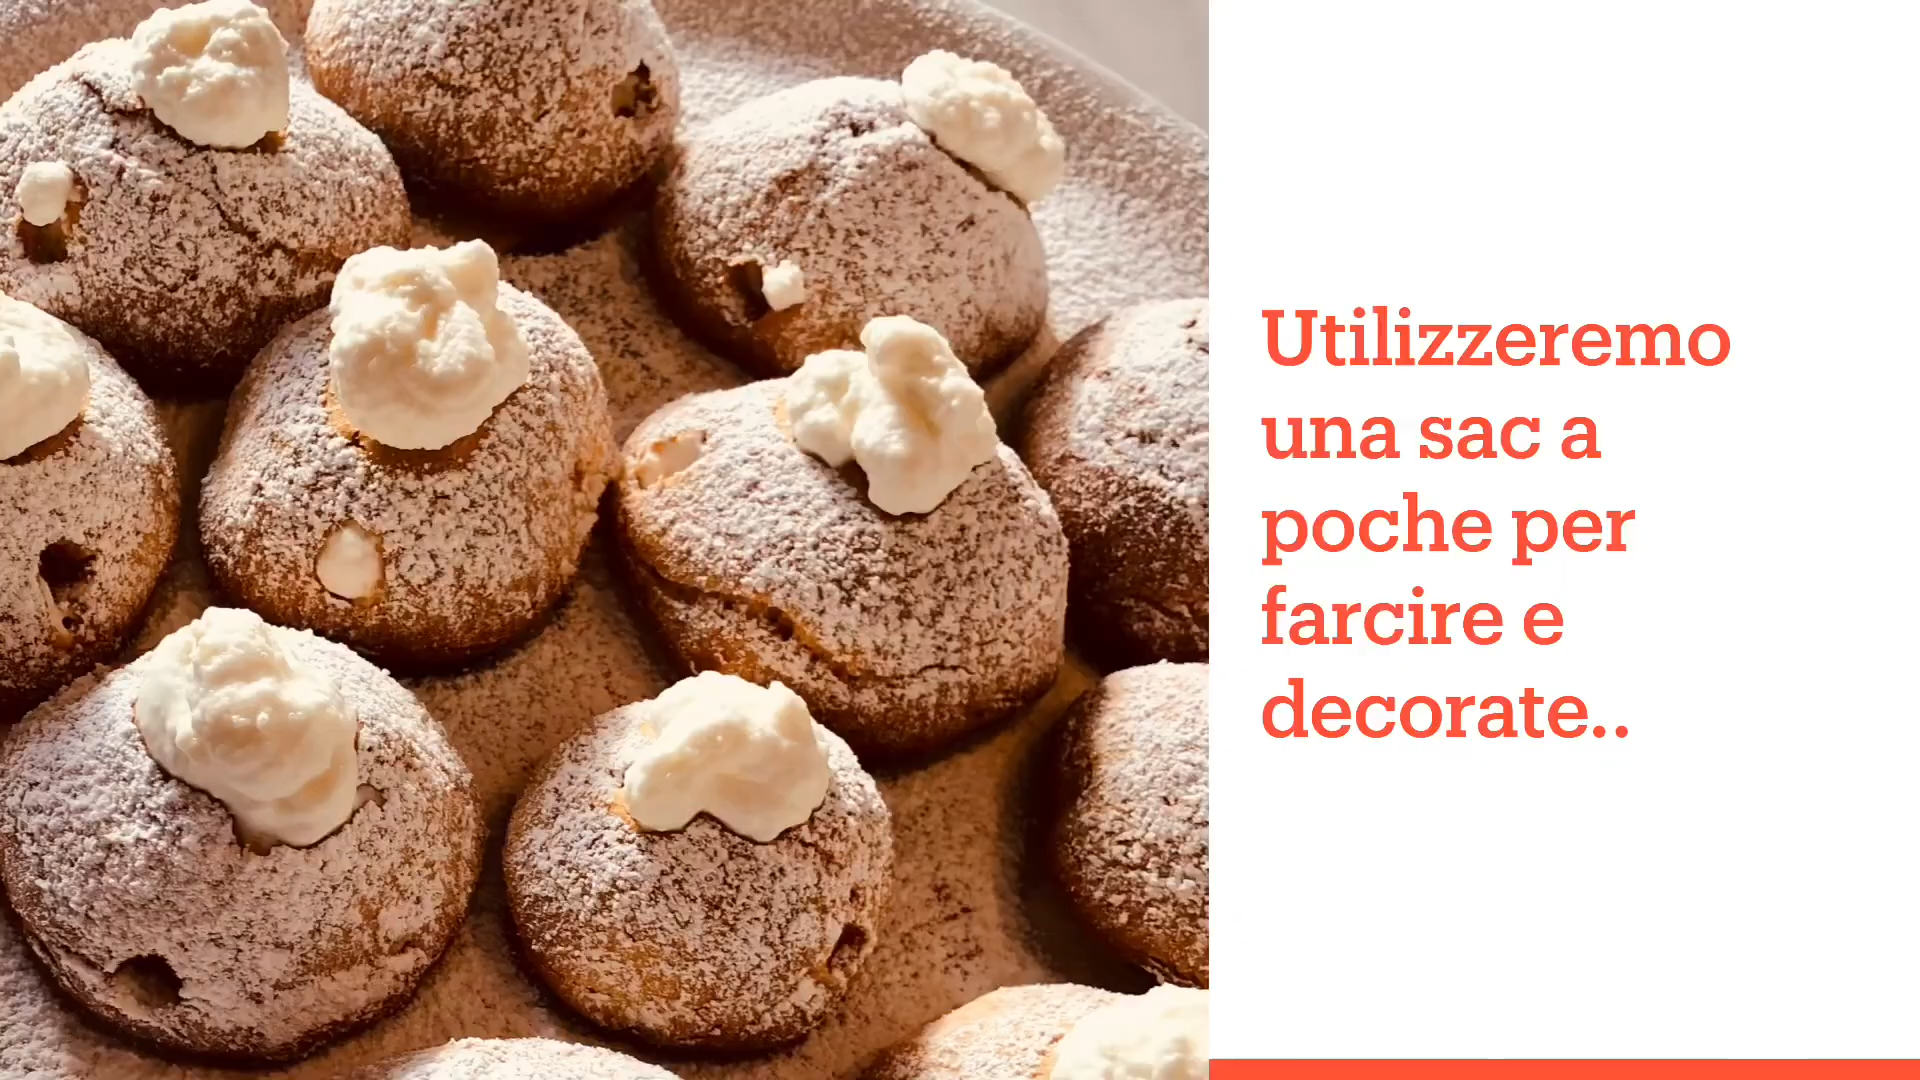 Utilizzeremo
una sac a
poche per
farcire e
decorate..